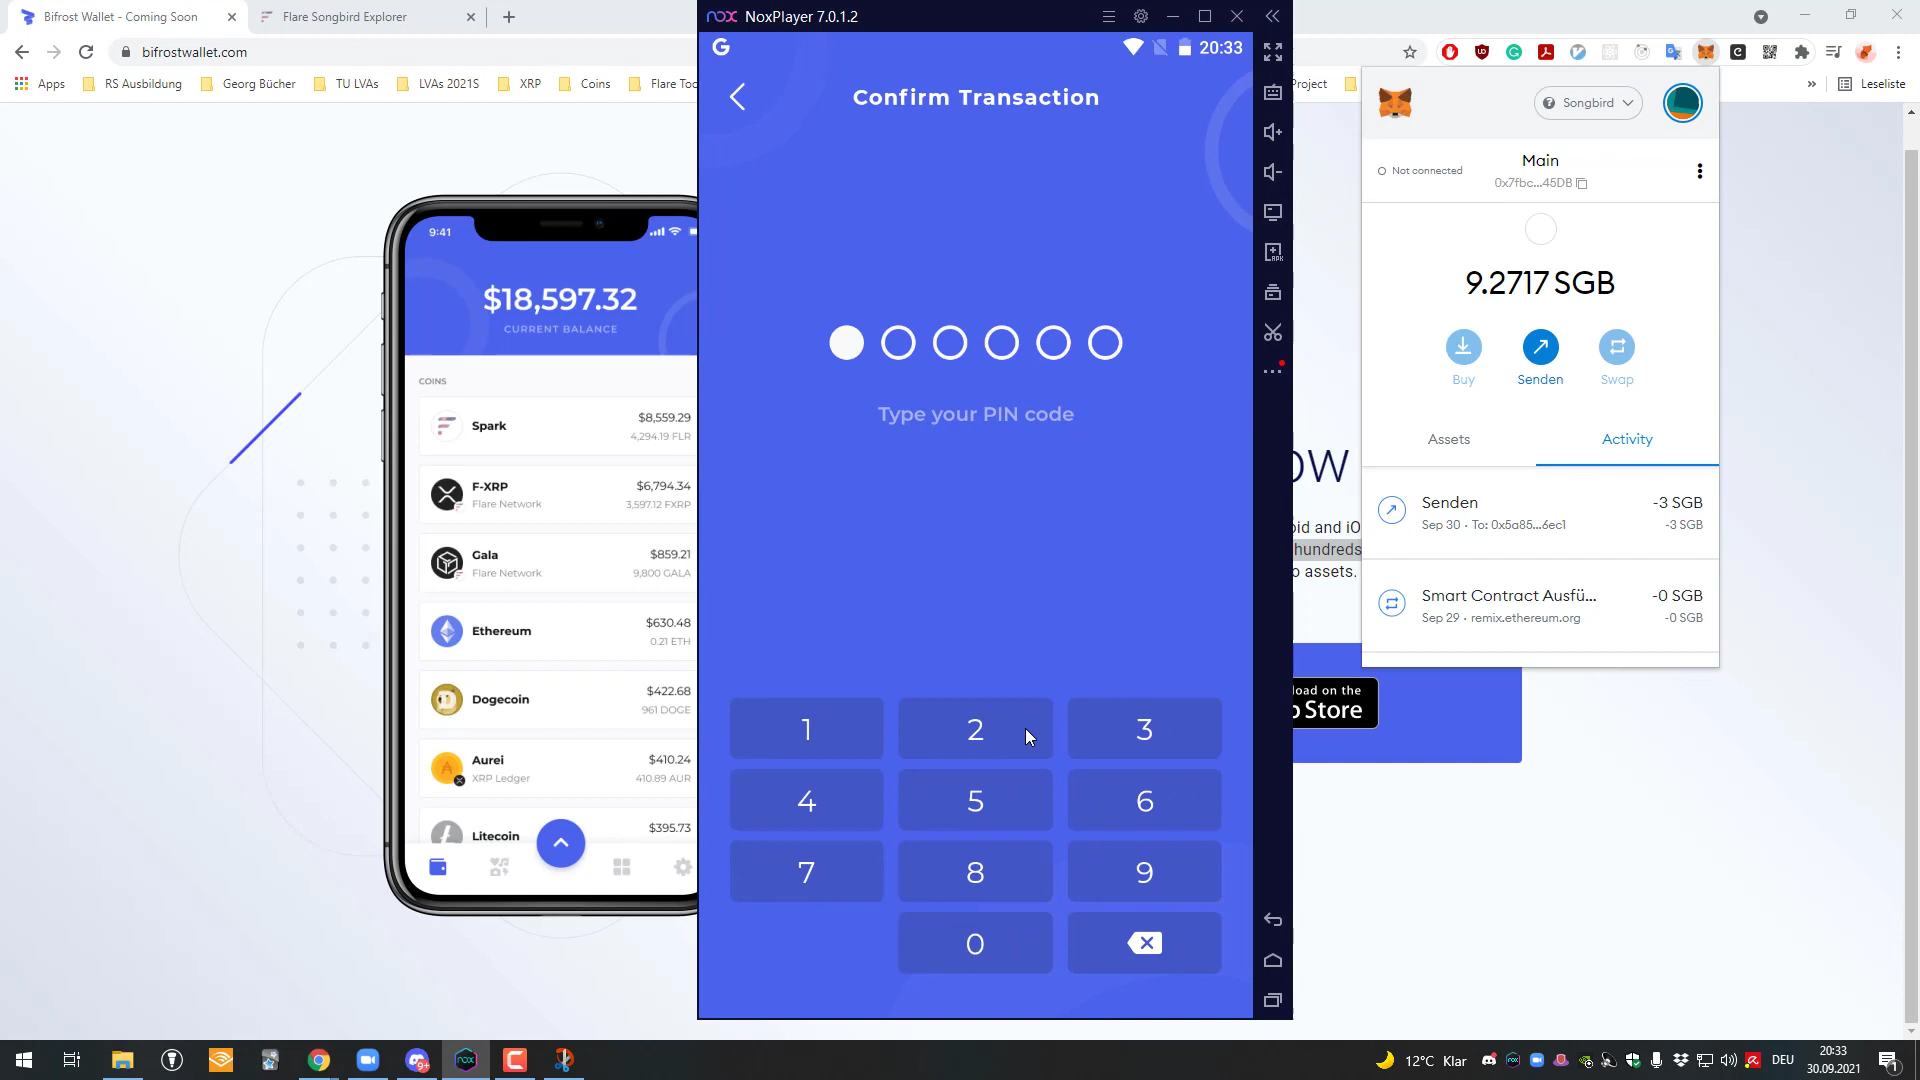 Bifrost Wallet - Coming Soon
Flare Songbird Explorer
bifrostwallet.com
Apps
RS Ausbildung
Georg Bücher
TU LVAs
LVAs 2021S
XRP
Coins
Flare Too
Project
Leseliste
9:41
$18,597.32
CURRENT BALANCE
COINS
Spark
$8,559.29
4,294.19 FLR
F-XRP
$6,794.34
Flare Network
3,597.12 FXRP
Gala
$859.21
Flare Network
9,800 GALA
Ethereum
$630.48
0.21 ETH
Dogecoin
$422.68
961 DOGE
Aurei
$410.24
XRP Ledger
410.89 AUR
Litecoin
$395.73
nox NoxPlayer 7.0.1.2
20:33
Confirm Transaction
Type your PIN code
1 2 3
4 5 6
7 8 9
0
OW
oid and iO
hundreds
o assets.
load on the
p Store
Songbird
Main
Not connected
0x7fbc...45DB
9.2717 SGB
Buy
Senden
Swap
Assets
Activity
Senden
-3 SGB
Sep 30 · To: 0x5a85...6ec1
-3 SGB
Smart Contract Ausfü...
-0 SGB
Sep 29 · remix.ethereum.org
-0 SGB
12°C Klar
DEU
20:33
30.09.2021